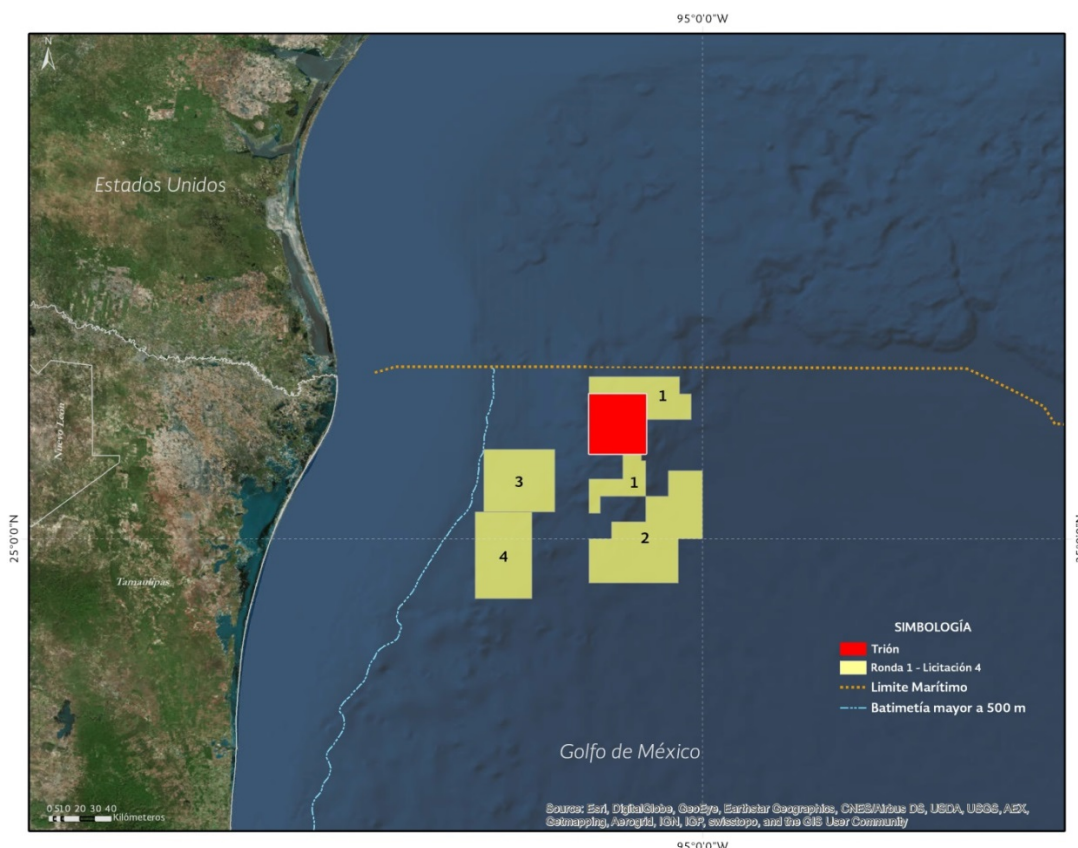 95°0'0"W
N
Estados Unidos
1
Nuevo León
3
1
25°0'0"N
25°0'0"N
2
4
Tamaulipas
SIMBOLOGÍA
Trión
Ronda 1 - Licitación 4
Limite Marítimo
Batimetía mayor a 500 m
Golfo de México
0 5 10 20 30 40
Kilómeteros
Source: Esri, DigitalGlobe, GeoEye, Earthstar Geographics, CNES/Airbus DS, USDA, USGS, AEX,
Getmapping, Aerogrid, IGN, IGP, swisstopo, and the GIS User Community
95°0'0"W